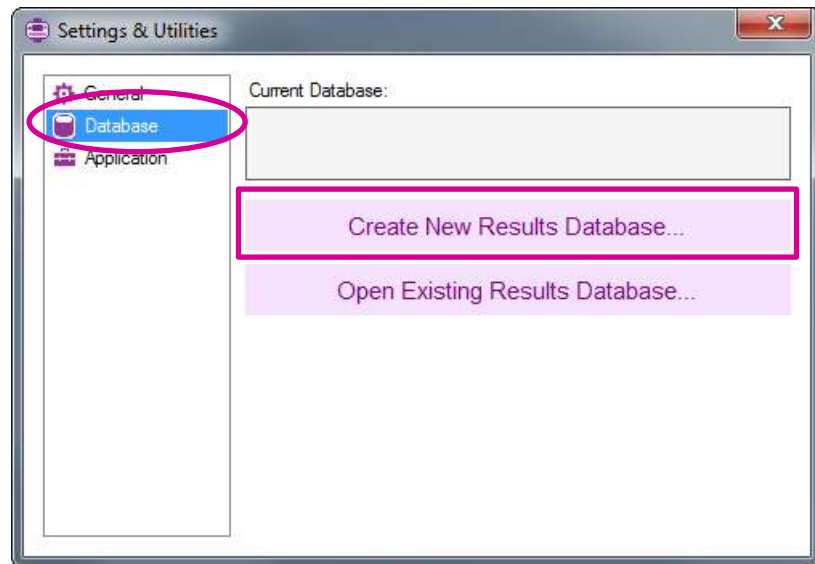 Settings & Utilities
General
Database
Application
Current Database:
Create New Results Database...
Open Existing Results Database...